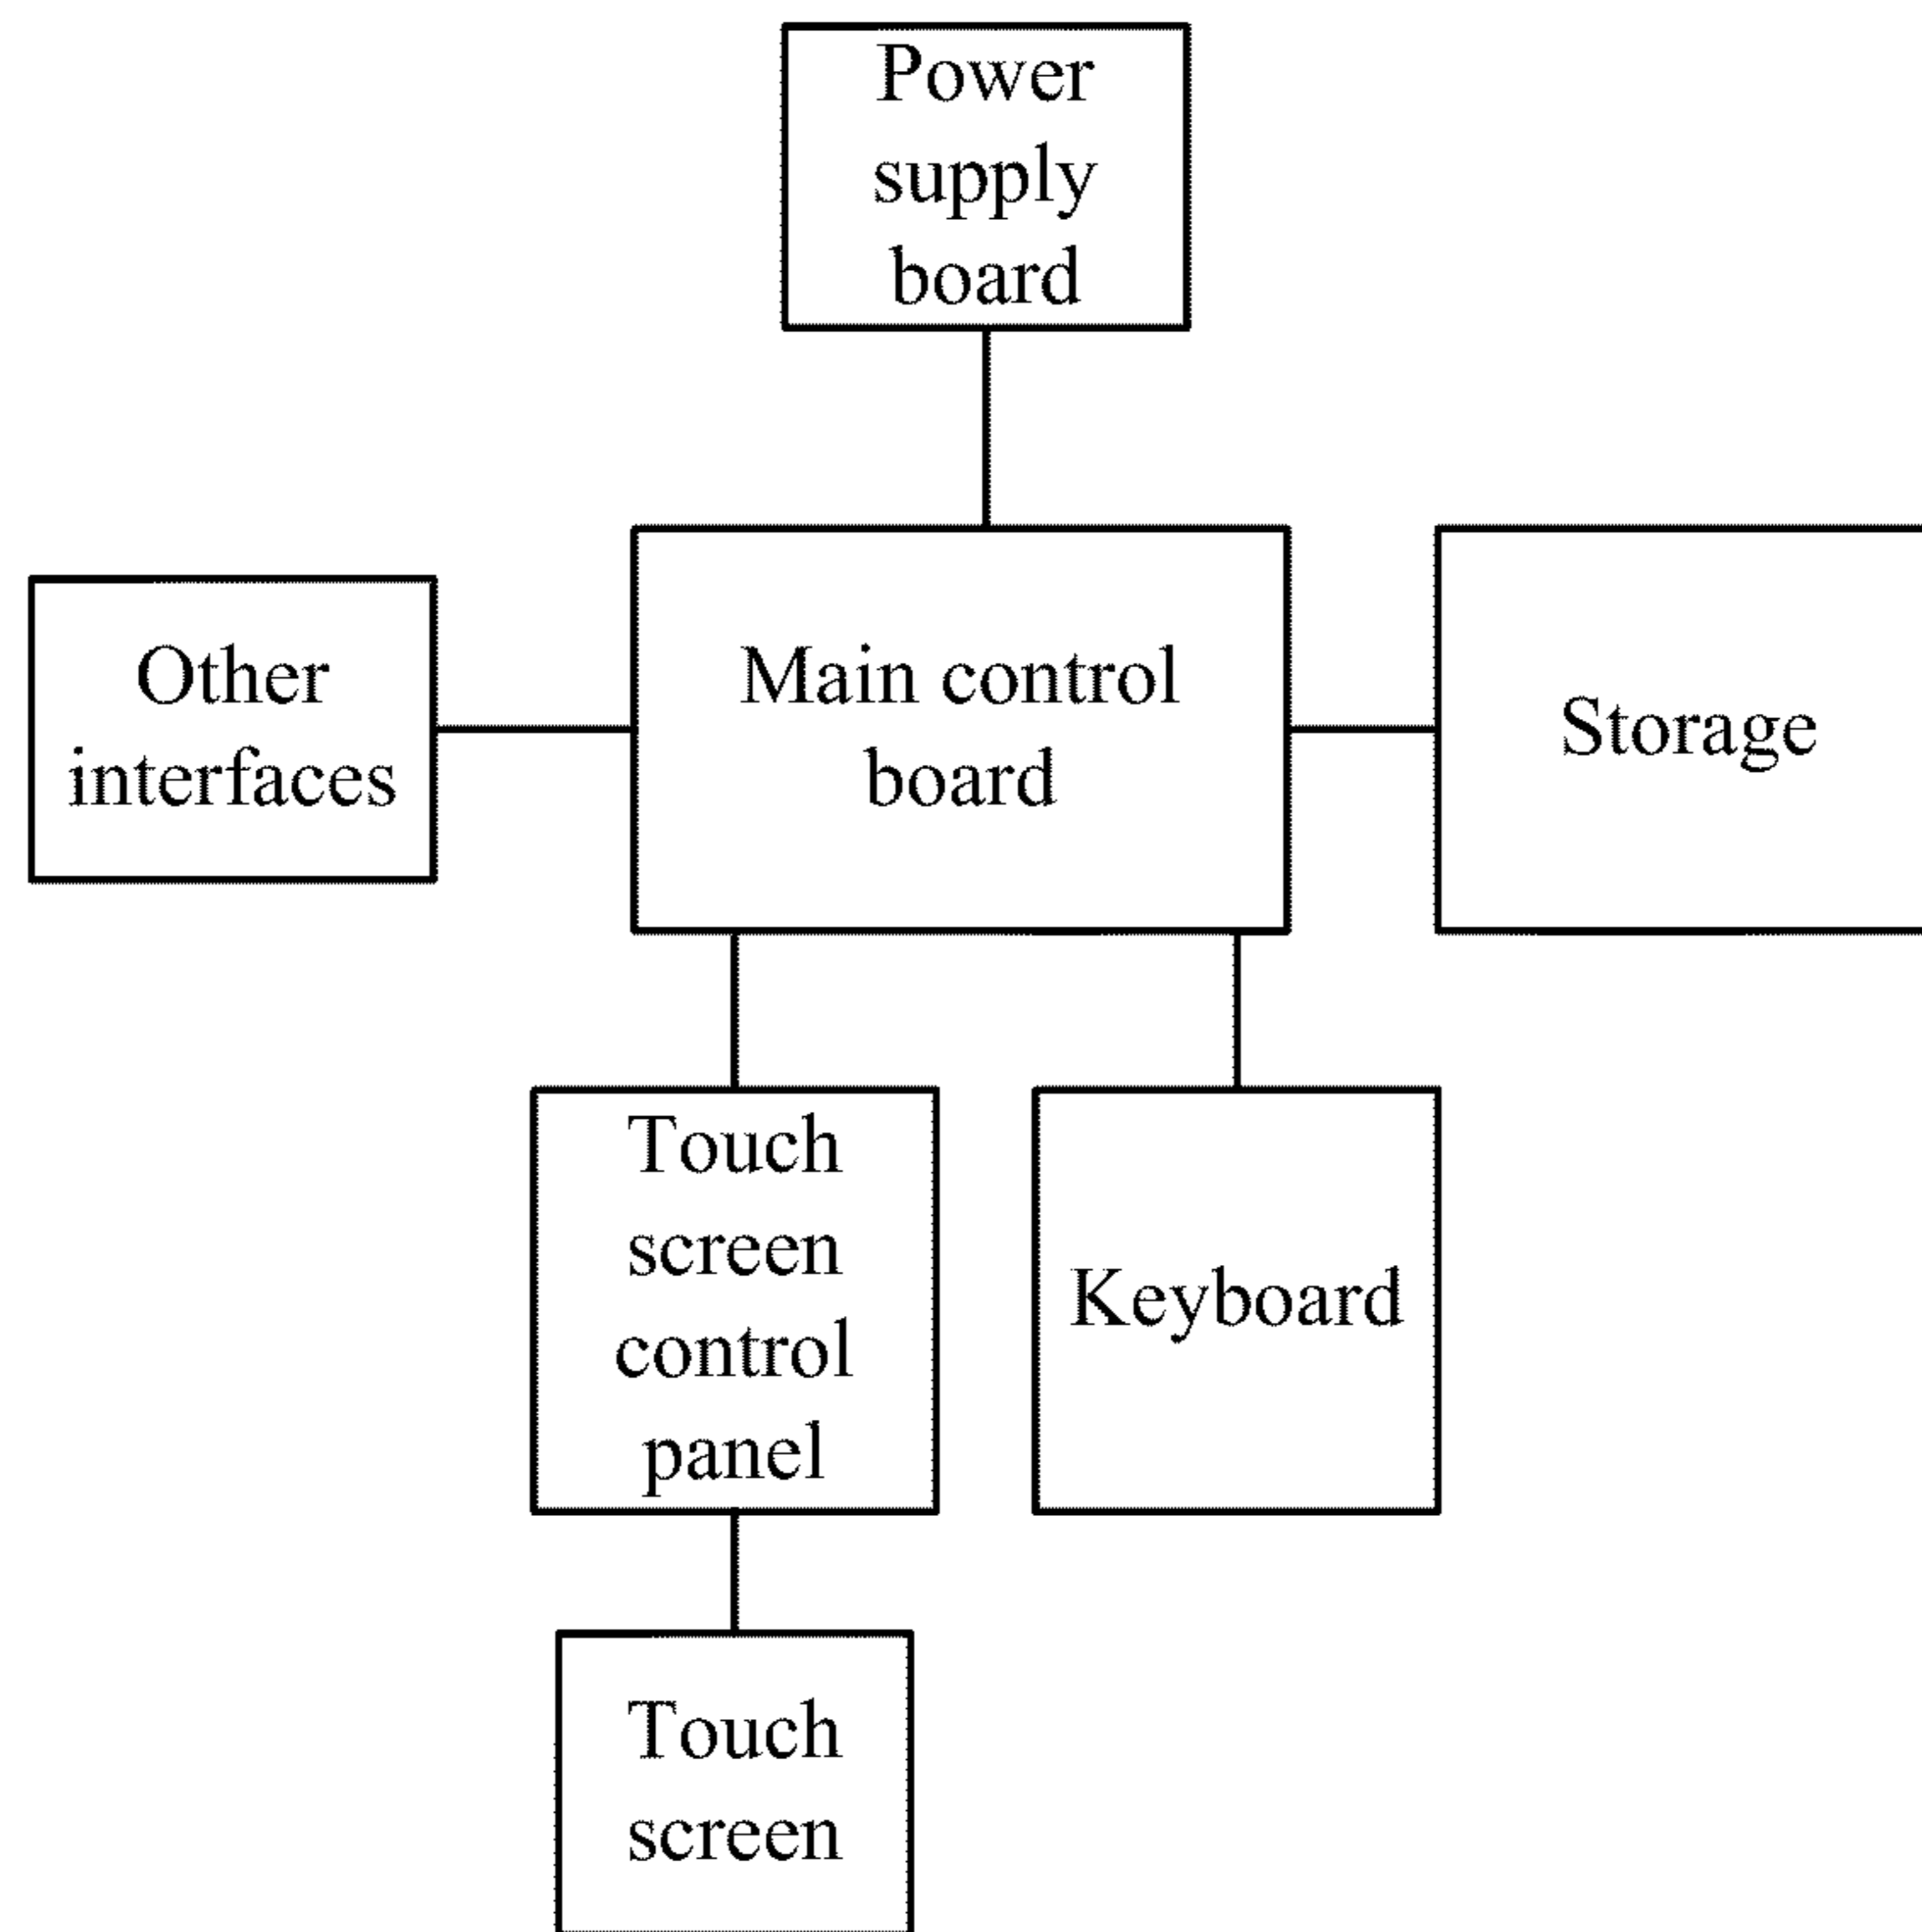 Power
supply
board
Other
interfaces
Main control
board
Storage
Touch
screen
control
panel
Keyboard
Touch
screen